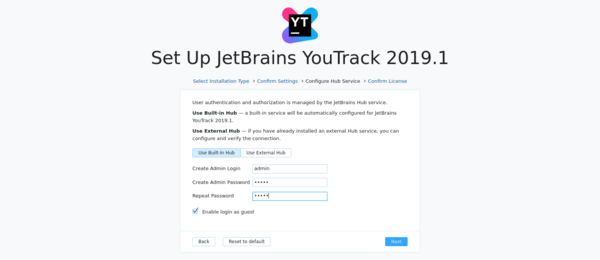 YT
Set Up JetBrains YouTrack 2019.1
Select Installation Type › Confirm Settings › Configure Hub Service › Confirm License
User authentication and authorization is managed by the JetBrains Hub service.
Use Built-in Hub — a built-in service will be automatically configured for JetBrains
YouTrack 2019.1.
Use External Hub — if you have already installed an external Hub service, you can
configure and verify the connection.
Use Built-In Hub Use External Hub
Create Admin Login admin
Create Admin Password •••••
Repeat Password •••••
Enable login as guest
Back Reset to default Next